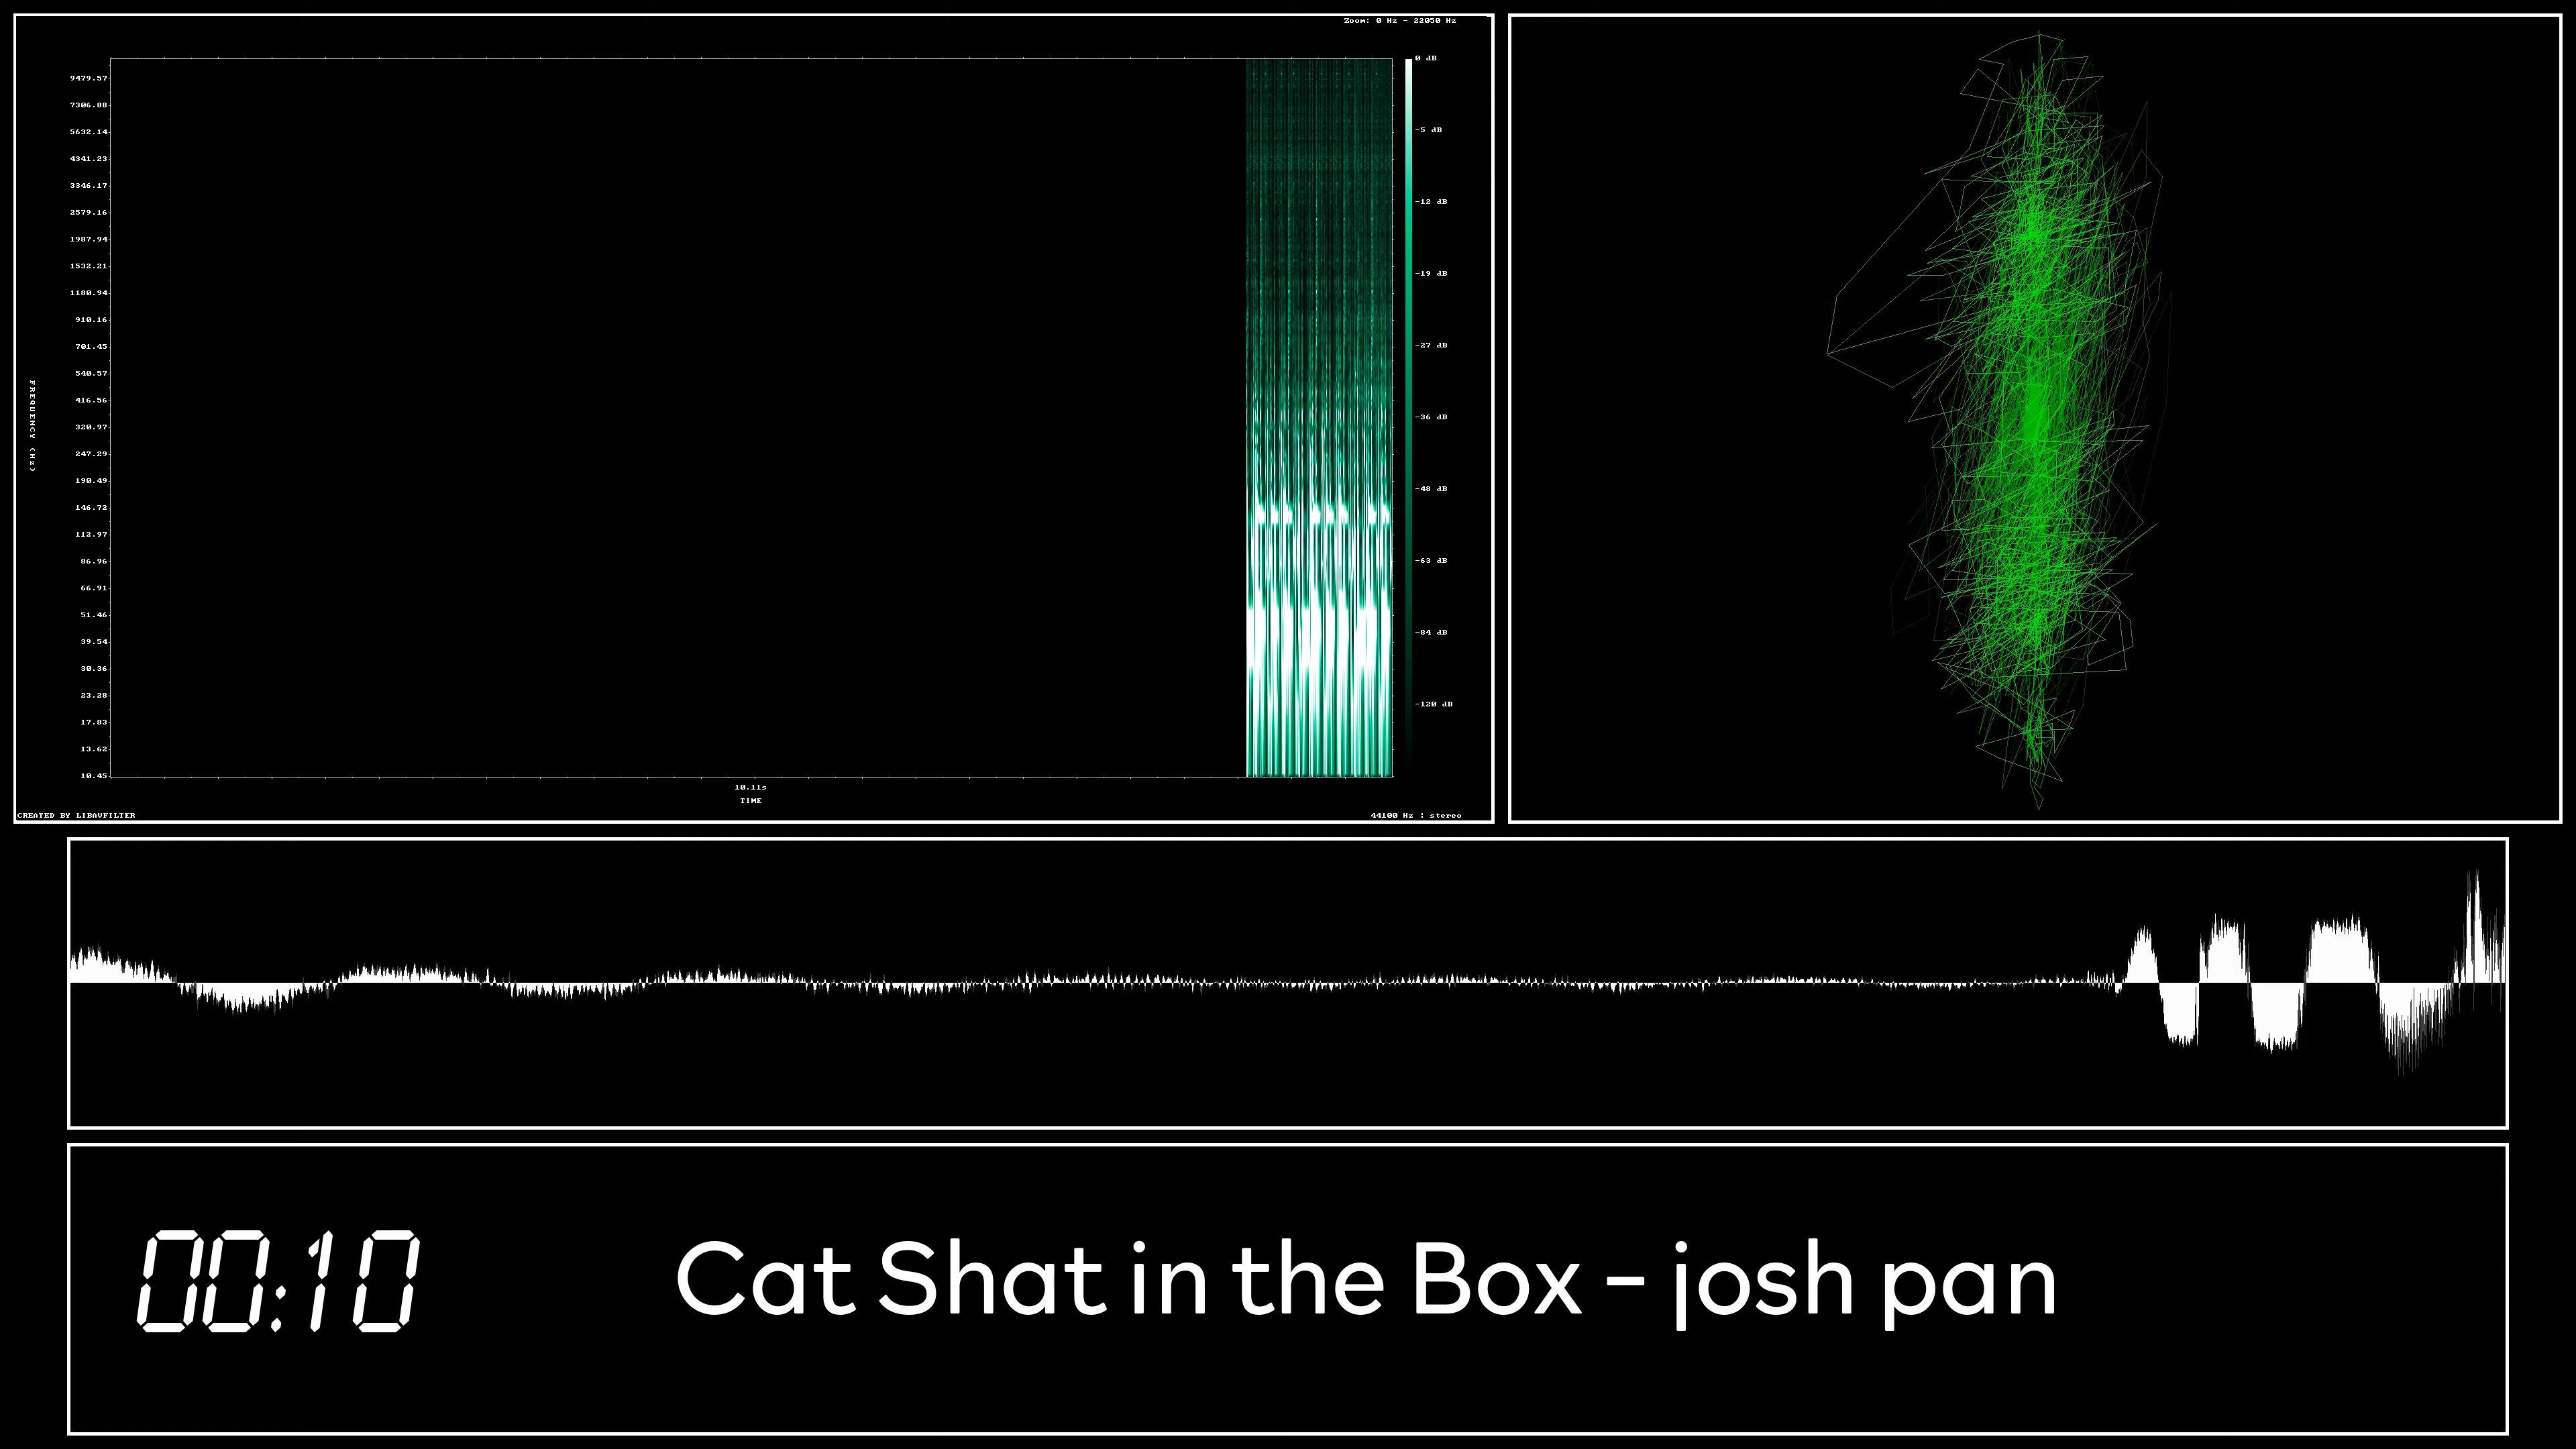 Zoom: 0 Hz - 22050 Hz
0 dB
9479.57
7306.88
-5 dB
5632.14
4341.23
3346.17
-12 dB
2579.16
1987.94
1532.21
-19 dB
1180.94
910.16
701.45
-27 dB
540.57
416.56
-36 dB
320.97
FREQUENCY (Hz)
247.29
190.49
-48 dB
146.72
112.97
86.96
-63 dB
66.91
51.46
-84 dB
39.54
30.36
23.28
-120 dB
17.83
13.62
10.45
10.11s
TIME
CREATED BY LIBAVFILTER
44100 Hz | stereo
00:10
Cat Shat in the Box - josh pan